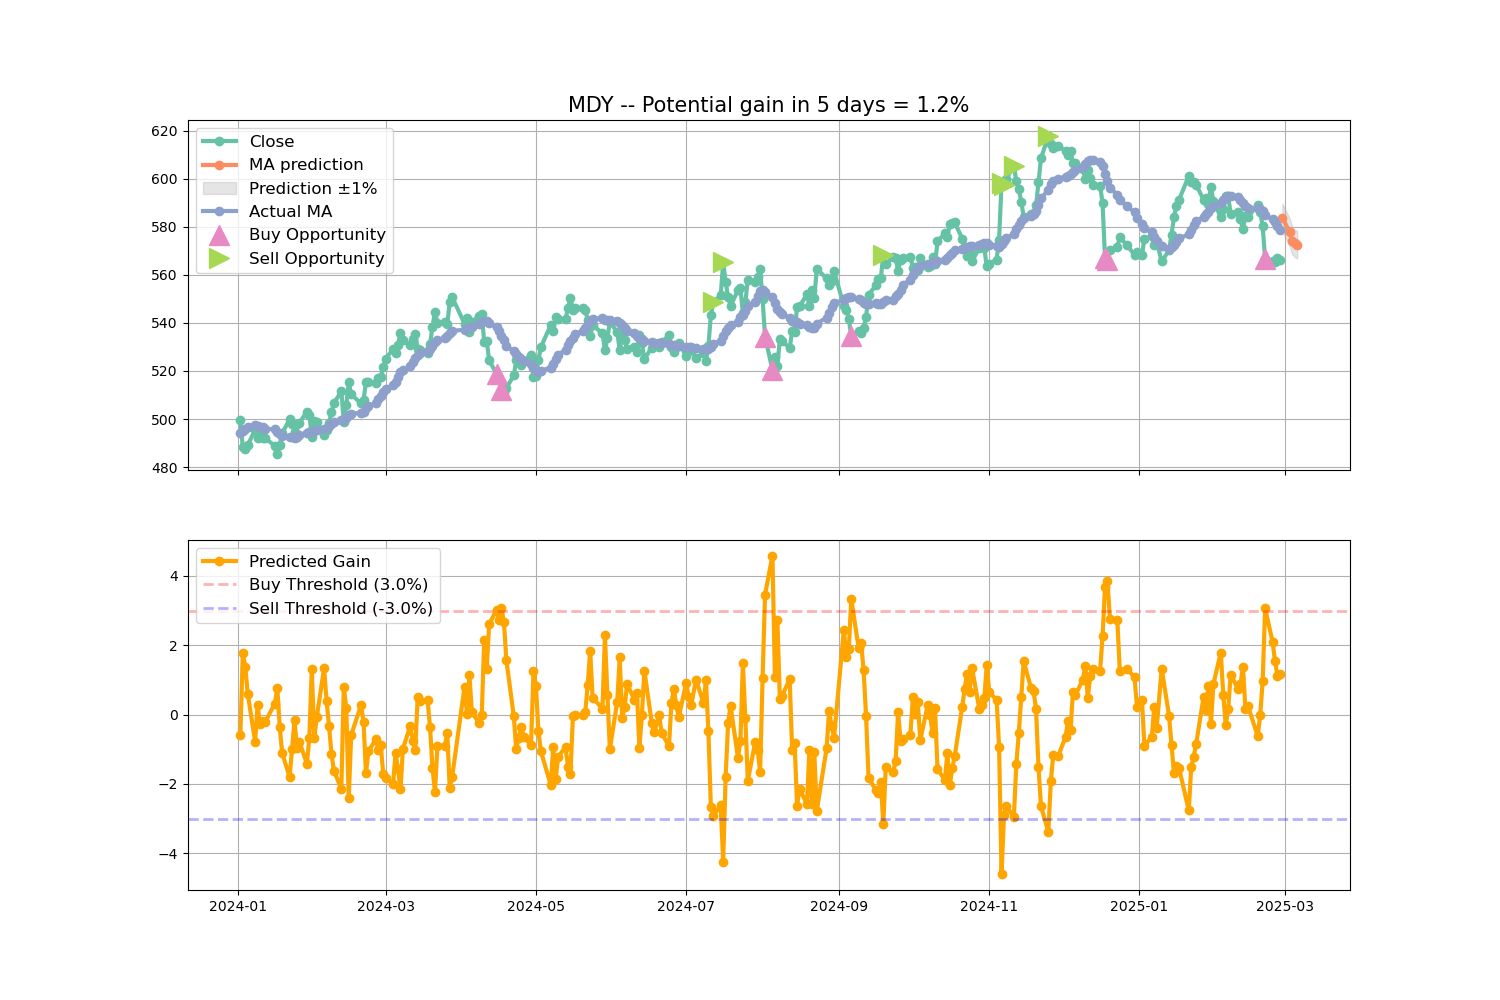 MDY -- Potential gain in 5 days = 1.2%
620
600
580
560
540
520
500
480
Close
MA prediction
Prediction ±1%
Actual MA
Buy Opportunity
Sell Opportunity
4
2
0
−2
−4
Predicted Gain
Buy Threshold (3.0%)
Sell Threshold (-3.0%)
2024-01
2024-03
2024-05
2024-07
2024-09
2024-11
2025-01
2025-03